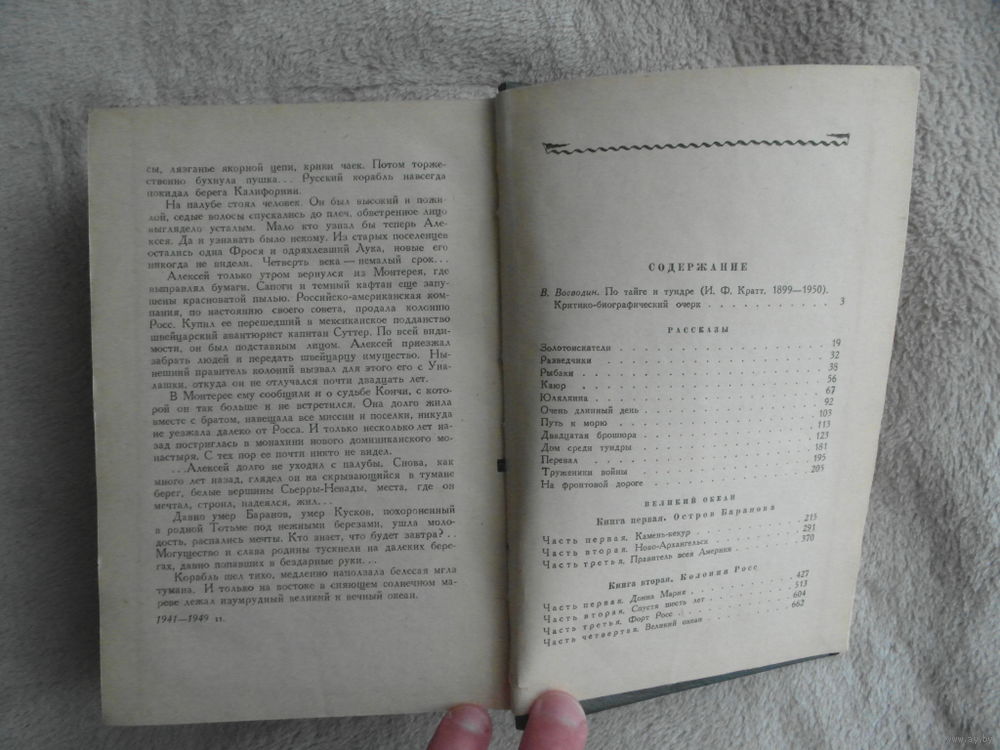 сы, лязганье якорной цепи, крики чаек. Потом торже-
ственно бухнула пушка... Русский корабль навсегда
покидал берега Калифорнии.
На палубе стоял человек. Он был высокий и пожи-
лой, седые волосы спускались до плеч, обветренное лицо
выглядело усталым. Мало кто узнал бы теперь Але-
ксея. Да и узнавать было некому. Из старых поселенцев
остались одна Фрося и одряхлевший Лука, новые его
никогда не видели. Четверть века — немалый срок...
Алексей только утром вернулся из Монтерея, где
выправлял бумаги. Сапоги и темный кафтан еще запу-
шены красноватой пылью. Российско-американская ком-
пания, по настоянию своего совета, продала колонию
Росс. Купил ее перешедший в мексиканское подданство
швейцарский авантюрист капитан Суттер. По всей види-
мости, он был подставным лицом. Алексей приезжал
забрать людей и передать швейцарцу имущество. Ны-
нешний правитель колоний вызвал для этого его с Уна-
лашки, откуда он не отлучался почти двадцать лет.
В Монтерее ему сообщили и о судьбе Кончи, с кото-
рой он так больше и не встретился. Она долго жила
вместе с братом, навещала все миссии и поселки, никуда
не уезжала далеко от Росса. И только несколько лет на-
зад постриглась в монахини нового доминиканского мо-
настыря. С тех пор ее почти никто не видел.
...Алексей долго не уходил с палубы. Снова, как
много лет назад, глядел он на скрывающийся в тумане
берег, белые вершины Сьерры-Невады, места, где он
мечтал, строил, надеялся, жил...
Давно умер Баранов, умер Кусков, похороненный
в родной Тотьме под нежными березами, ушла моло-
дость, распались мечты. Кто знает, что будет завтра?..
Могущество и слава родины тускнели на далеких бере-
гах, давно попавших в бездарные руки...
Корабль шел тихо, медленно наползала белесая мгла
тумана. И только на востоке в сияющем солнечном ма-
реве лежал изумрудный великий и вечный океан.
1941—1949 гг.
СОДЕРЖАНИЕ
В. Воеводин. По тайге и тундре (И. Ф. Кратт. 1899—1950).
Критико-биографический очерк . . . . . . . . . . 3
РАССКАЗЫ
Золотоискатели . . . . . . . . . . 19
Разведчики . . . . . . . . . . 32
Рыбаки . . . . . . . . . . 38
Каюр . . . . . . . . . . 56
Юлялкина . . . . . . . . . . 67
Очень длинный день . . . . . . . . . . 92
Путь к морю . . . . . . . . . . 103
Двадцатая брошюра . . . . . . . . . . 113
Дом среди тундры . . . . . . . . . . 123
Перевал . . . . . . . . . . 181
Труженики войны . . . . . . . . . . 195
На фронтовой дороге . . . . . . . . . . 205
ВЕЛИКИЙ ОКЕАН
Книга первая. Остров Баранова
Часть первая. Камень-кекур . . . . . . . . 215
Часть вторая. Ново-Архангельск . . . . . . . 291
Часть третья. Правитель всея Америки . . . . . 370
Книга вторая. Колония Росс
Часть первая. Донна Мария . . . . . . . . 427
Часть вторая. Спустя шесть лет . . . . . . . 513
Часть третья. Форт Росс . . . . . . . . 604
Часть четвертая. Великий океан . . . . . . . 662
www.ay.by